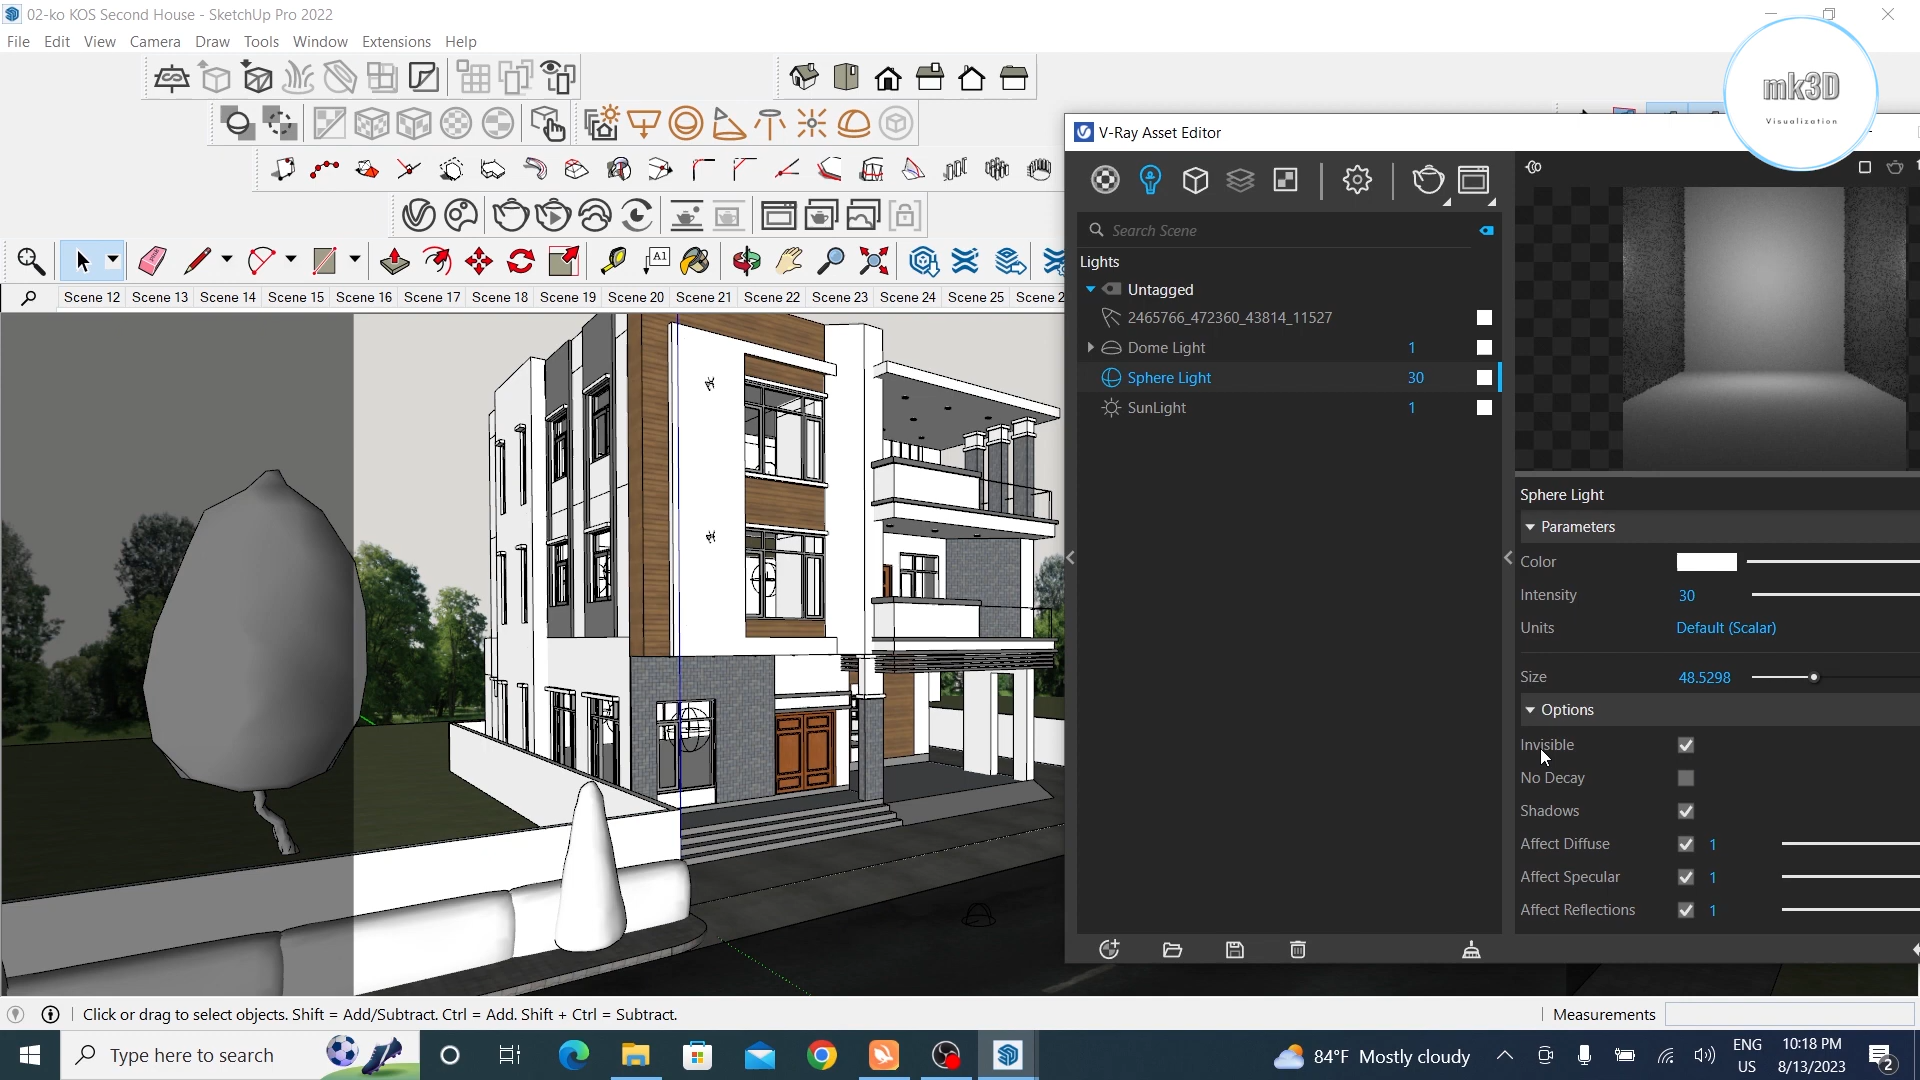 02-ko KOS Second House - SketchUp Pro 2022
File Edit View Camera Draw Tools Window Extensions Help
mk3D
Visualization
V-Ray Asset Editor
Search Scene
A1
Scene 12 Scene 13 Scene 14 Scene 15 Scene 16 Scene 17 Scene 18 Scene 19 Scene 20 Scene 21 Scene 22 Scene 23 Scene 24 Scene 25 Scene 2
Lights
Untagged
2465766_472360_43814_11527
Dome Light 1
Sphere Light 30
SunLight 1
Sphere Light
Parameters
Color
Intensity 30
Units Default (Scalar)
Size 48.5298
Options
Invisible
No Decay
Shadows
Affect Diffuse 1
Affect Specular 1
Affect Reflections 1
Click or drag to select objects. Shift = Add/Subtract. Ctrl = Add. Shift + Ctrl = Subtract.
Measurements
Type here to search
84°F Mostly cloudy
ENG
US
10:18 PM
8/13/2023
2